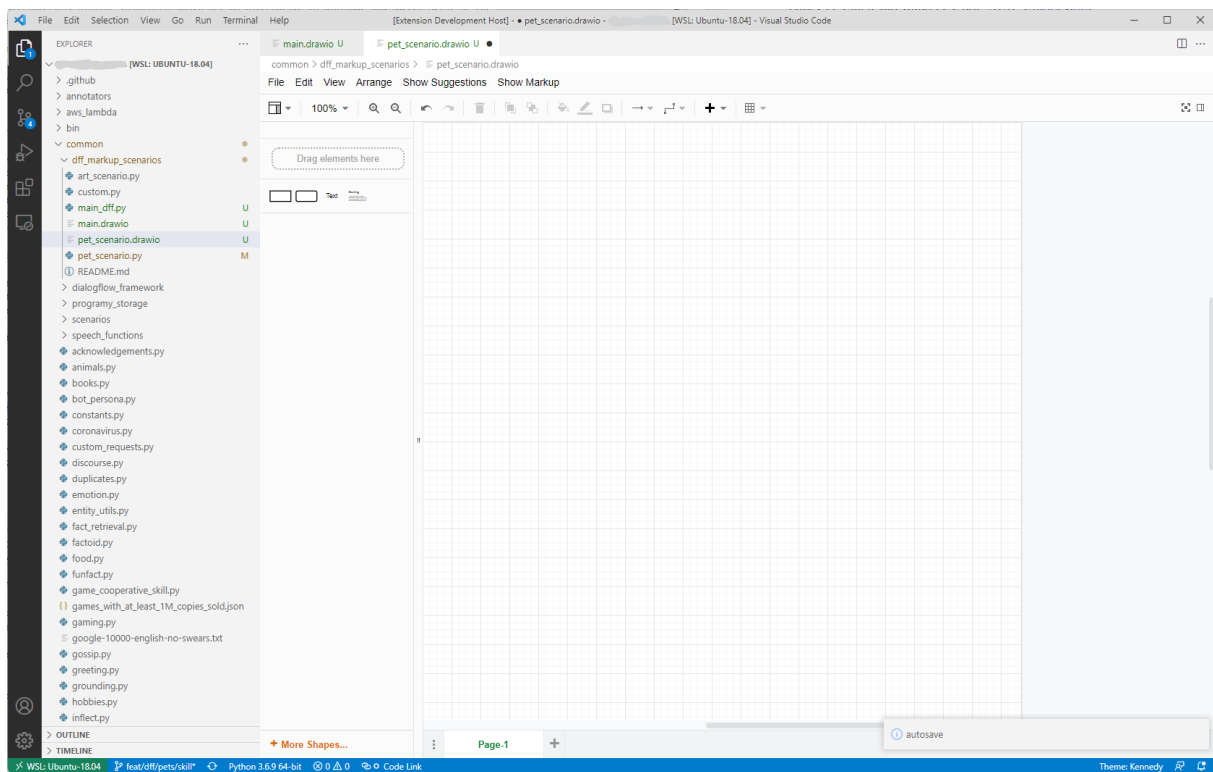 File Edit Selection View Go Run Terminal Help [Extension Development Host] - ● pet_scenario.drawio - [WSL: Ubuntu-18.04] - Visual Studio Code
EXPLORER ···
main.drawio U pet_scenario.drawio U ●
[WSL: UBUNTU-18.04]
common > dff_markup_scenarios > pet_scenario.drawio
File Edit View Arrange Show Suggestions Show Markup
100%
.github
annotators
aws_lambda
bin
common
dff_markup_scenarios
art_scenario.py
custom.py
main_dff.py U
main.drawio U
pet_scenario.drawio U
pet_scenario.py M
README.md
dialogflow_framework
programy_storage
scenarios
speech_functions
acknowledgements.py
animals.py
books.py
bot_persona.py
constants.py
coronavirus.py
custom_requests.py
discourse.py
duplicates.py
emotion.py
entity_utils.py
fact_retrieval.py
factoid.py
food.py
funfact.py
game_cooperative_skill.py
{} games_with_at_least_1M_copies_sold.json
gaming.py
google-10000-english-no-swears.txt
gossip.py
greeting.py
grounding.py
hobbies.py
inflect.py
OUTLINE
TIMELINE
1
4
Drag elements here
Text
+ More Shapes...
Page-1
autosave
WSL: Ubuntu-18.04 feat/dff/pets/skill* Python 3.6.9 64-bit 0 0 Code Link Theme: Kennedy